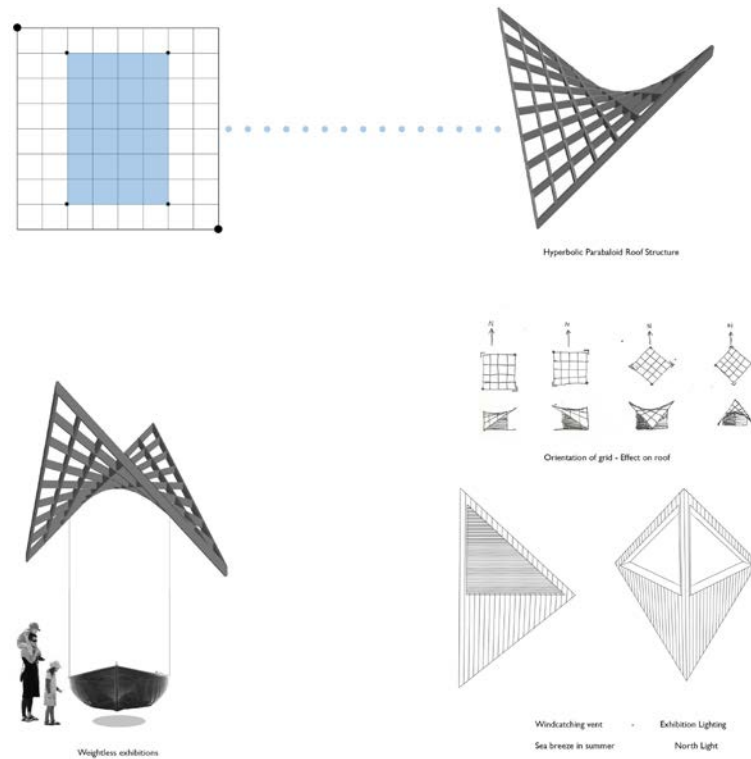 Hyperbolic Parabaloid Roof Structure
N N N N
Orientation of grid - Effect on roof
Windcatching vent - Exhibition Lighting
Sea breeze in summer North Light
Weightless exhibitions